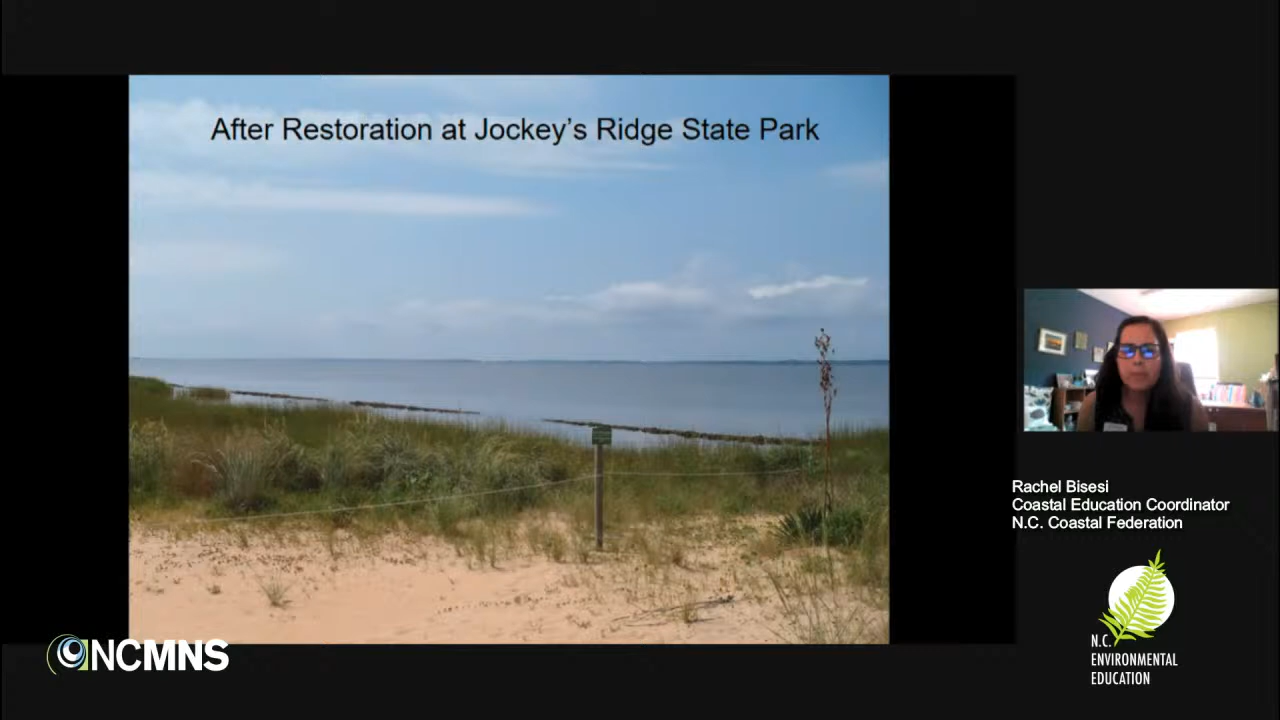 After Restoration at Jockey's Ridge State Park
Rachel Bisesi
Coastal Education Coordinator
N.C. Coastal Federation
NCMNS
N.C.
ENVIRONMENTAL
EDUCATION